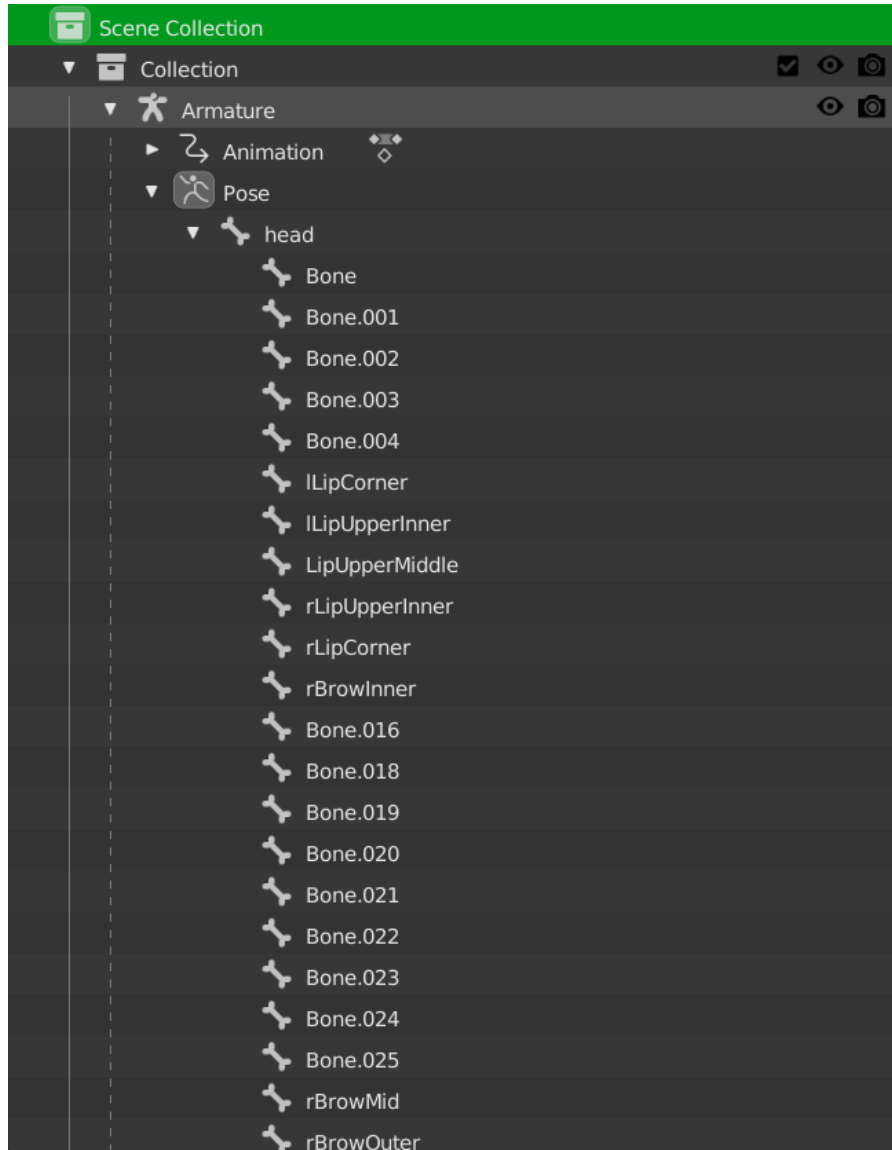 Scene Collection
Collection
Armature
Animation
Pose
head
Bone
Bone.001
Bone.002
Bone.003
Bone.004
lLipCorner
lLipUpperInner
LipUpperMiddle
rLipUpperInner
rLipCorner
rBrowInner
Bone.016
Bone.018
Bone.019
Bone.020
Bone.021
Bone.022
Bone.023
Bone.024
Bone.025
rBrowMid
rBrowOuter